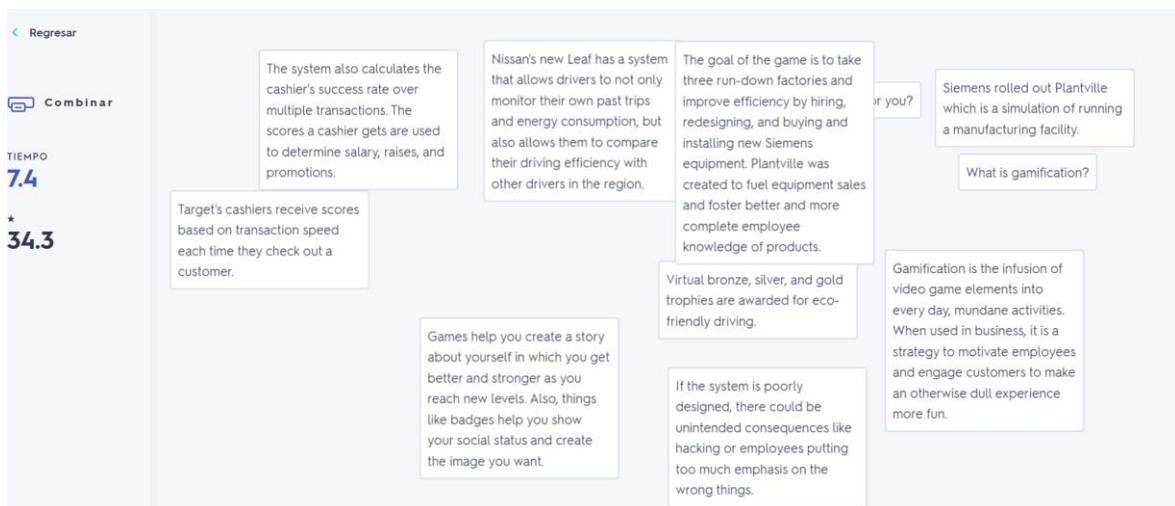 Regresar
Combinar
TIEMPO
7.4
34.3
The system also calculates the
cashier's success rate over
multiple transactions. The
scores a cashier gets are used
to determine salary, raises, and
promotions.
Target's cashiers receive scores
based on transaction speed
each time they check out a
customer.
Nissan's new Leaf has a system
that allows drivers to not only
monitor their own past trips
and energy consumption, but
also allows them to compare
their driving efficiency with
other drivers in the region.
The goal of the game is to take
three run-down factories and
improve efficiency by hiring,
redesigning, and buying and
installing new Siemens
equipment. Plantville was
created to fuel equipment sales
and foster better and more
complete employee
knowledge of products.
you?
Siemens rolled out Plantville
which is a simulation of running
a manufacturing facility.
What is gamification?
Virtual bronze, silver, and gold
trophies are awarded for eco-
friendly driving.
Gamification is the infusion of
video game elements into
every day, mundane activities.
When used in business, it is a
strategy to motivate employees
and engage customers to make
an otherwise dull experience
more fun.
Games help you create a story
about yourself in which you get
better and stronger as you
reach new levels. Also, things
like badges help you show
your social status and create
the image you want.
If the system is poorly
designed, there could be
unintended consequences like
hacking or employees putting
too much emphasis on the
wrong things.